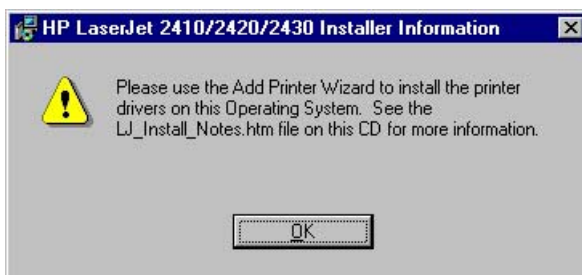 HP LaserJet 2410/2420/2430 Installer Information
Please use the Add Printer Wizard to install the printer
drivers on this Operating System.  See the
LJ_Install_Notes.htm file on this CD for more information.
OK